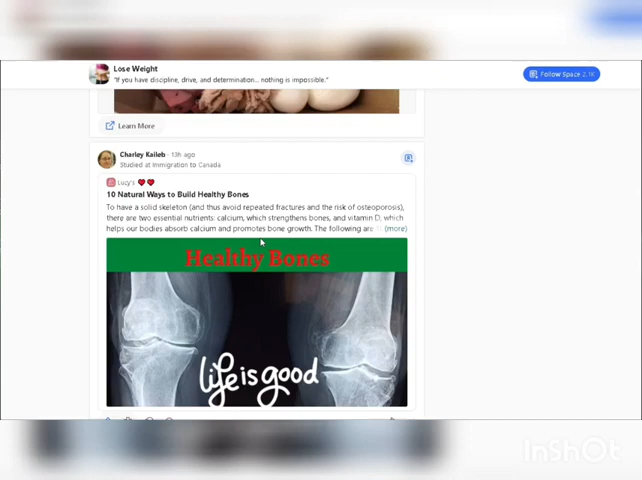 Lose Weight
"If you have discipline, drive, and determination... nothing is impossible."
Follow Space 2.1K
Learn More
Charley Kaileb · 13h ago
Studied at Immigration to Canada
Lucy's
10 Natural Ways to Build Healthy Bones
To have a solid skeleton (and thus avoid repeated fractures and the risk of osteoporosis),
there are two essential nutrients: calcium, which strengthens bones, and vitamin D, which
helps our bodies absorb calcium and promotes bone growth. The following are (more)
Healthy Bones
life is good
InShOt